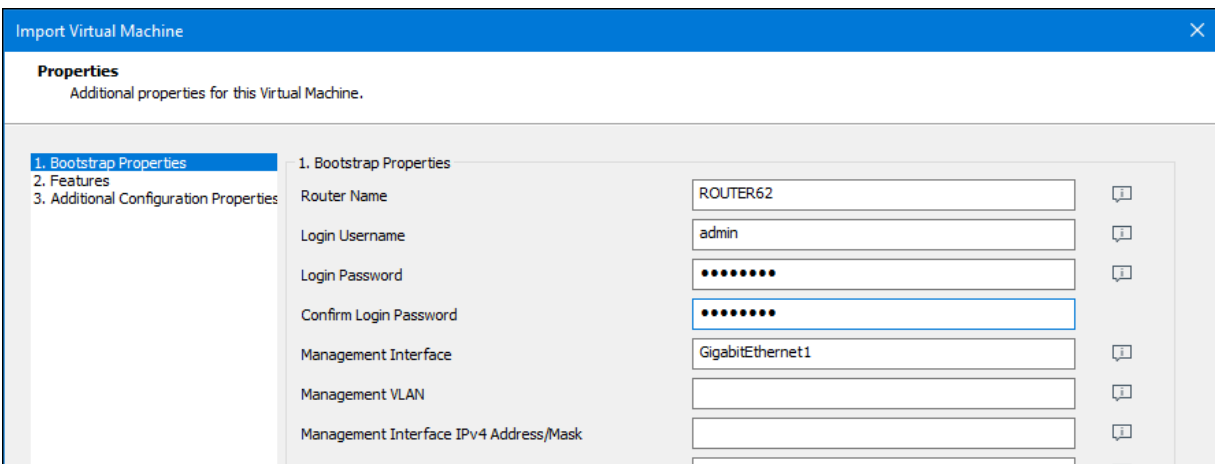 Import Virtual Machine
Properties
Additional properties for this Virtual Machine.
1. Bootstrap Properties
2. Features
3. Additional Configuration Properties
1. Bootstrap Properties
Router Name ROUTER62
Login Username admin
Login Password ••••••••
Confirm Login Password ••••••••
Management Interface GigabitEthernet1
Management VLAN
Management Interface IPv4 Address/Mask